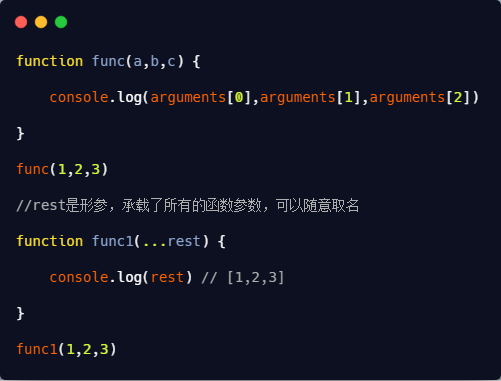 function func(a,b,c) {
console.log(arguments[0],arguments[1],arguments[2])
}
func(1,2,3)
//rest是形参，承载了所有的函数参数，可以随意取名
function func1(...rest) {
console.log(rest) // [1,2,3]
}
func1(1,2,3)